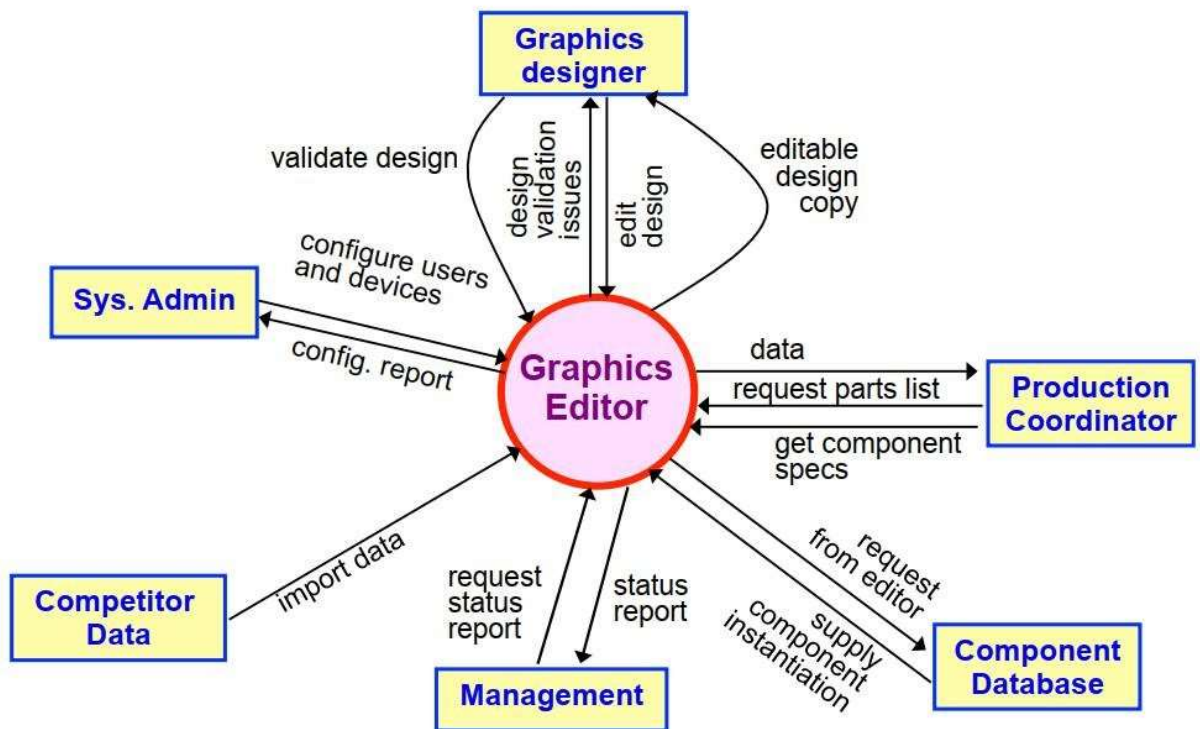 Graphics
designer
validate design
design
validation
issues
edit
design
editable
design
copy
configure users
and devices
Sys. Admin
config. report
Graphics
Editor
data
request parts list
Production
Coordinator
get component
specs
import data
Competitor
Data
request
status
report
status
report
request
from editor
supply
component
instantiation
Management
Component
Database